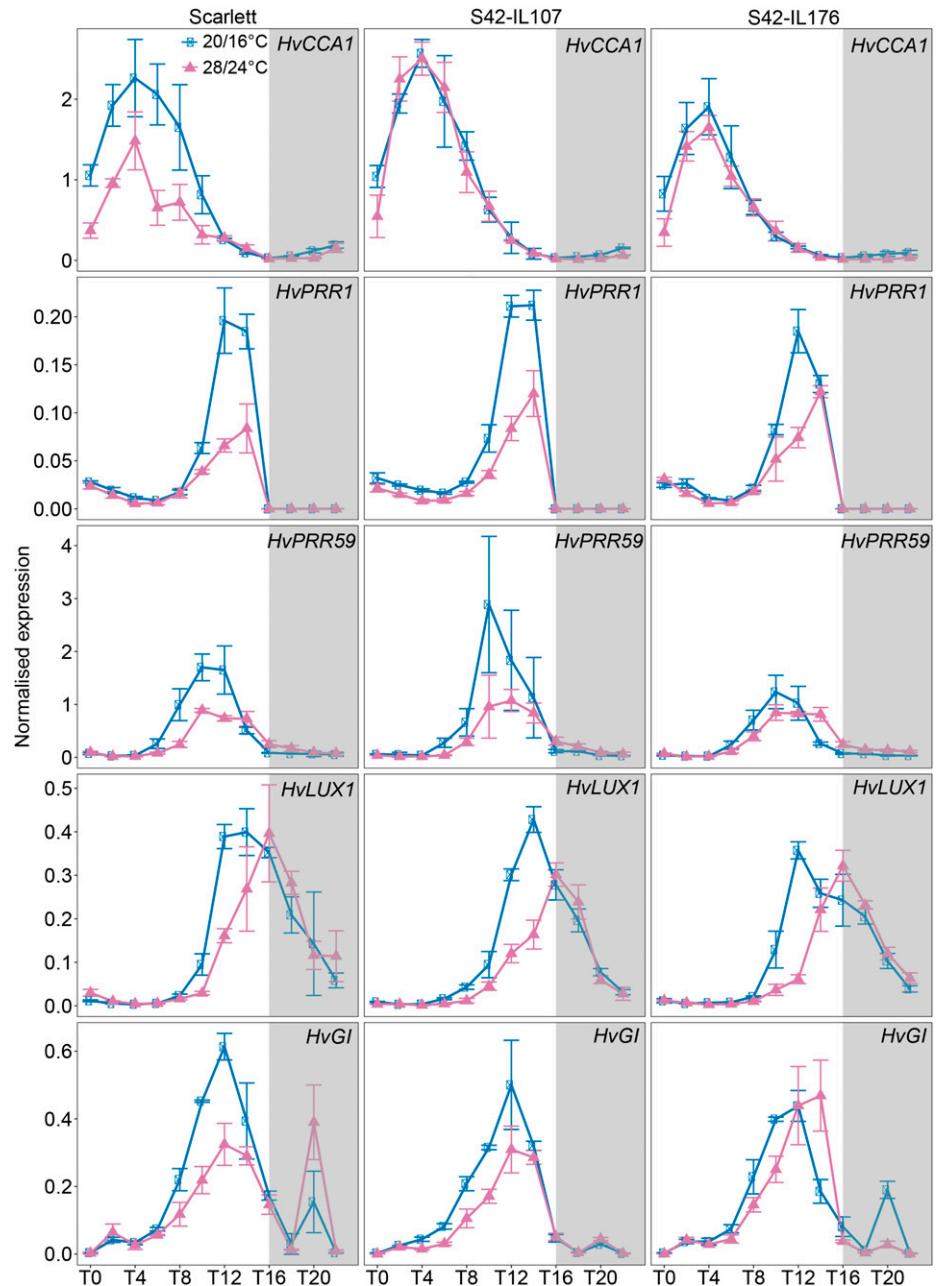 Scarlett S42-IL107 S42-IL176
20/16°C
28/24°C
HvCCA1 HvCCA1 HvCCA1
2
1
0
HvPRR1 HvPRR1 HvPRR1
0.20
0.15
0.10
0.05
0.00
HvPRR59 HvPRR59 HvPRR59
4
3
2
1
0
Normalised expression
HvLUX1 HvLUX1 HvLUX1
0.5
0.4
0.3
0.2
0.1
0.0
HvGI HvGI HvGI
0.6
0.4
0.2
0.0
T0 T4 T8 T12 T20 T0 T4 T8 T12 T20 T0 T4 T8 T12 T20